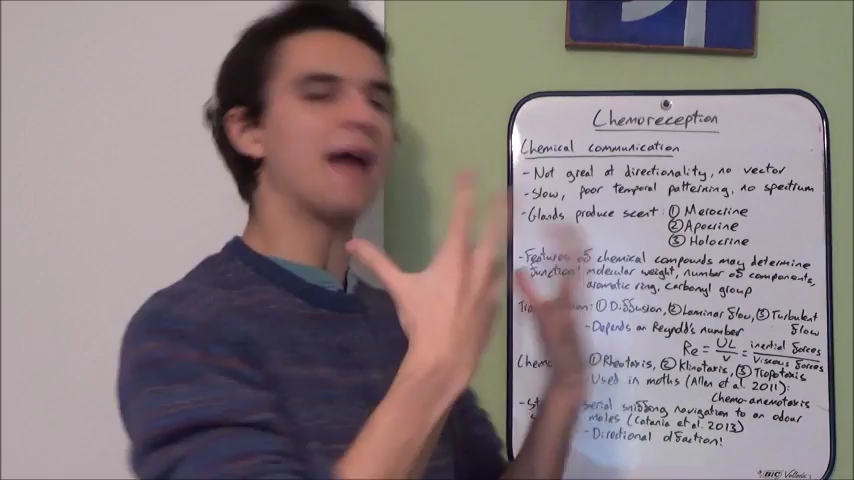 Chemoreception
Chemical communication
- Not great at directionality, no vector
- Slow, poor temporal patterning, no spectrum
- Glands produce scent: ① Merocrine
② Apocrine
③ Holocrine
- Features of chemical compounds may determine
function: molecular weight, number of components,
aromatic ring, carbonyl group
① Diffusion, ② Laminar flow, ③ Turbulent
flow
- Depends on Reynold's number
Re = UL/v = inertial forces/viscous forces
① Rheotaxis, ② Klinotaxis, ③ Tropotaxis
- Used in moths (Allen et al. 2011):
chemo-anemotaxis
serial sniffing navigation to an odour
moles (Catania et al. 2013)
- Directional olfaction!
BIC Velleda